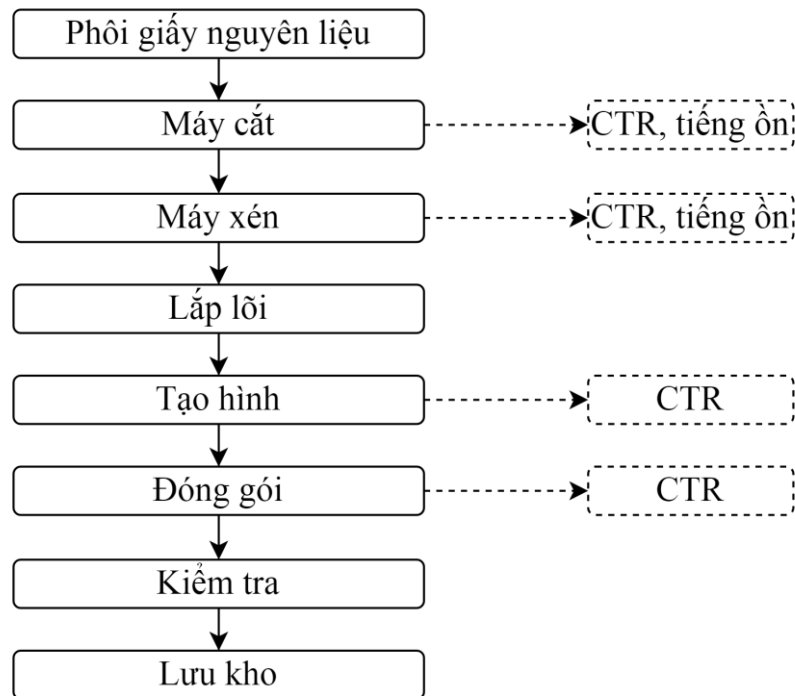 Phôi giấy nguyên liệu
Máy cắt
CTR, tiếng ồn
Máy xén
CTR, tiếng ồn
Lắp lõi
Tạo hình
CTR
Đóng gói
CTR
Kiểm tra
Lưu kho